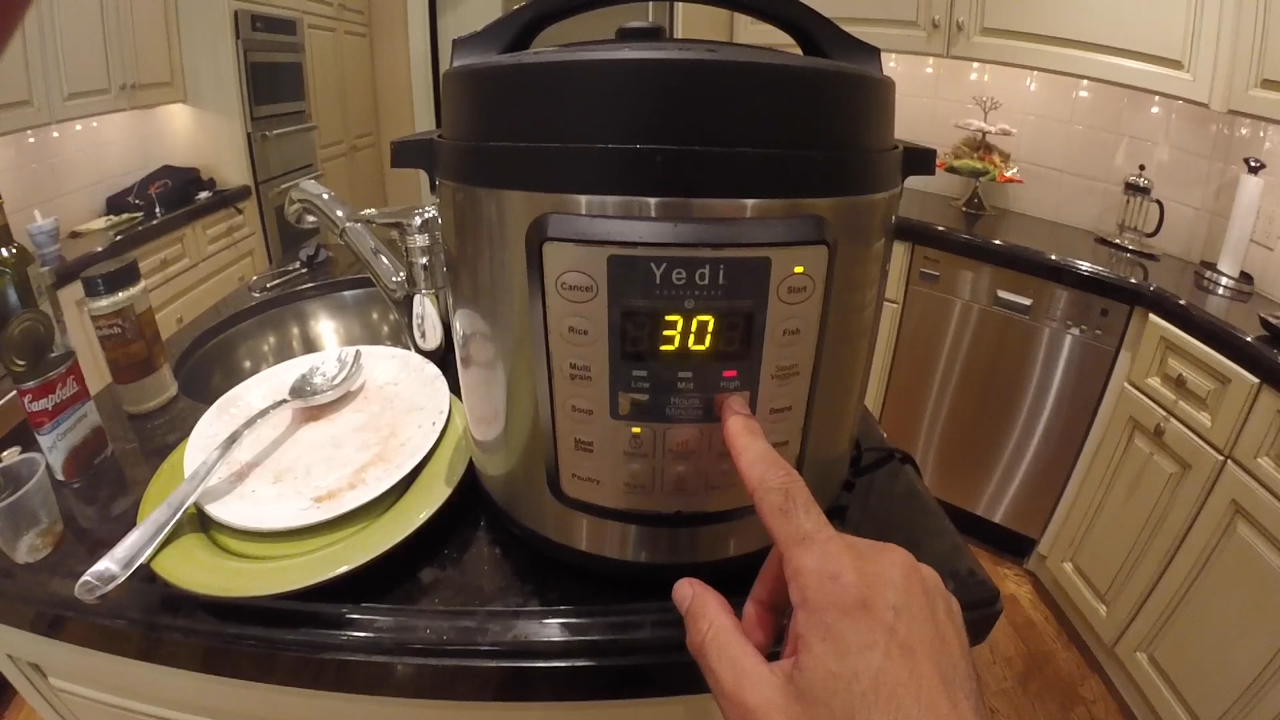 Yedi
HOUSEWARE
Cancel
Start
30
Rice
Fish
Multi
grain
Steam
Veggies
Low
Mid
High
Soup
Hours
Minutes
Beans
Meat
Stew
Poultry
Campbell's